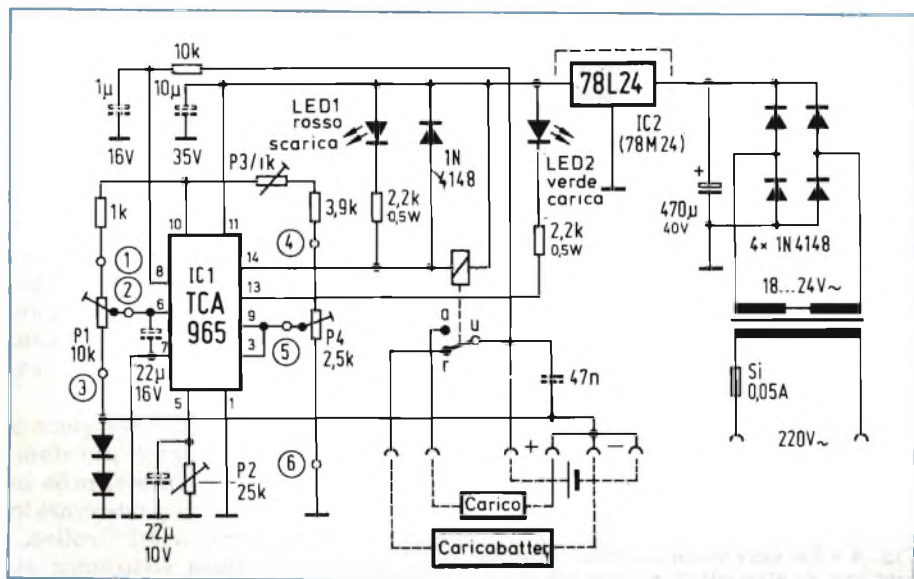 10k
1µ
16V
10µ
35V
LED1
rosso
scarica
1N
4148
78L24
IC2
(78M24)
LED2
verde
carica
P3/1k
3,9k
2,2k
0,5W
2,2k
0,5W
470µ
40V
+
4× 1N4148
18...24V~
Si
0,05A
220V~
1k
1
2
3
P1
10k
10
11
8
6
7
5
1
14
13
9
3
IC1
TCA
965
4
5
6
P4
2,5k
22µ
16V
22µ
10V
P2
25k
a
u
r
47n
+
-
Carico
Caricabatter